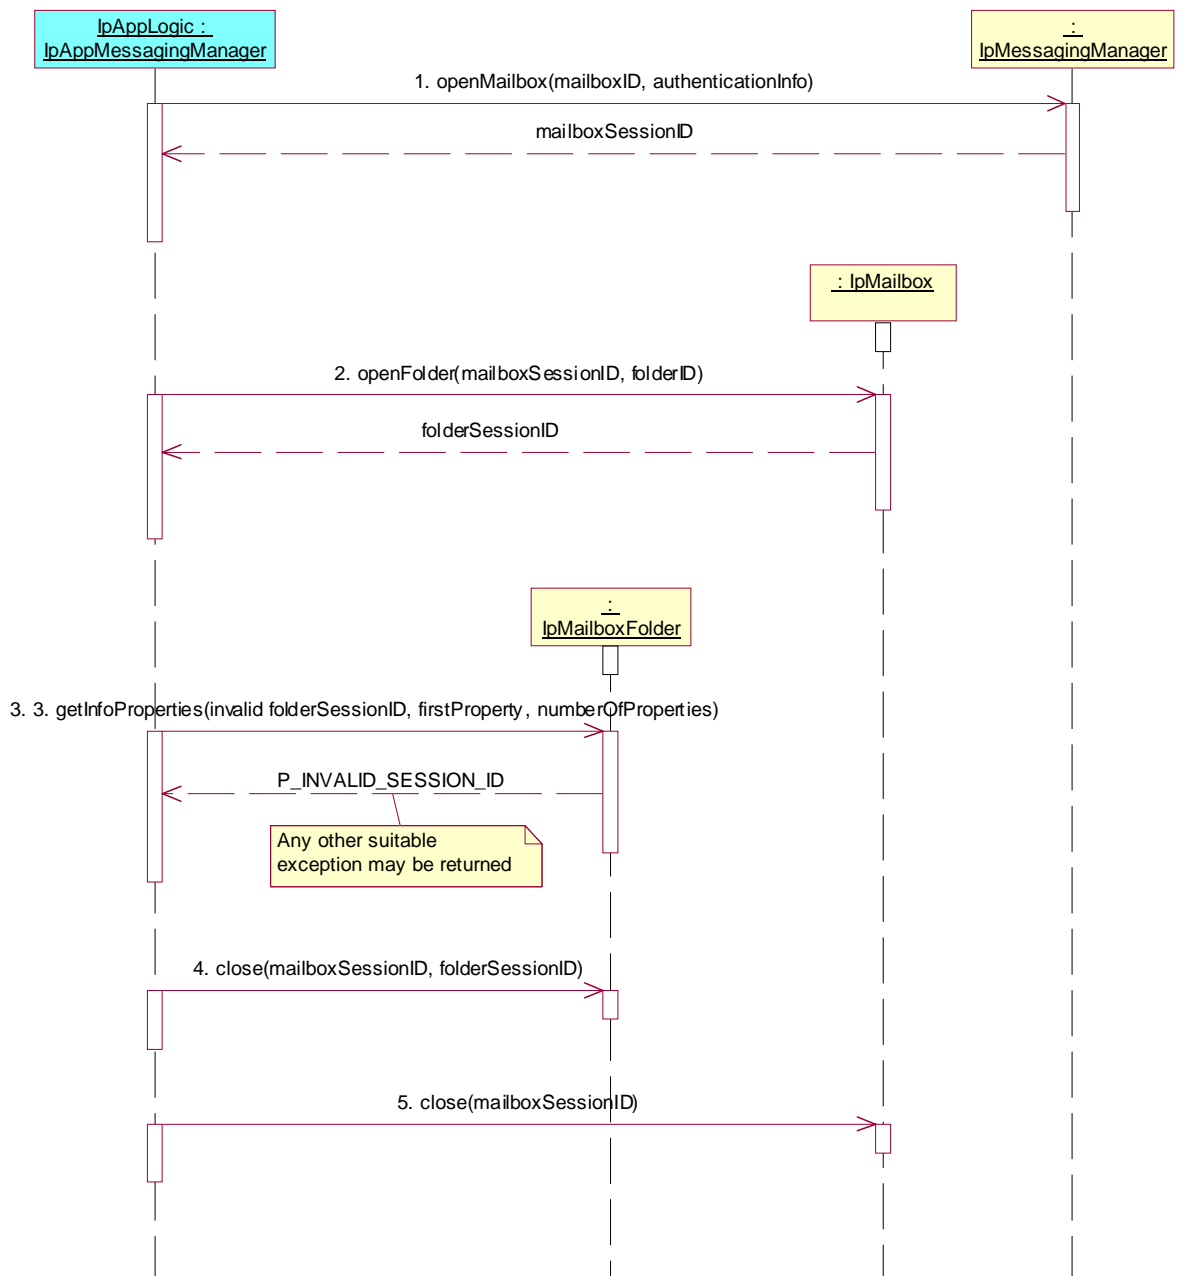 IpAppLogic :
IpAppMessagingManager
:
IpMessagingManager
1. openMailbox(mailboxID, authenticationInfo)
mailboxSessionID
: IpMailbox
2. openFolder(mailboxSessionID, folderID)
folderSessionID
:
IpMailboxFolder
3. 3. getInfoProperties(invalid folderSessionID, firstProperty, numberOfProperties)
P_INVALID_SESSION_ID
Any other suitable
exception may be returned
4. close(mailboxSessionID, folderSessionID)
5. close(mailboxSessionID)